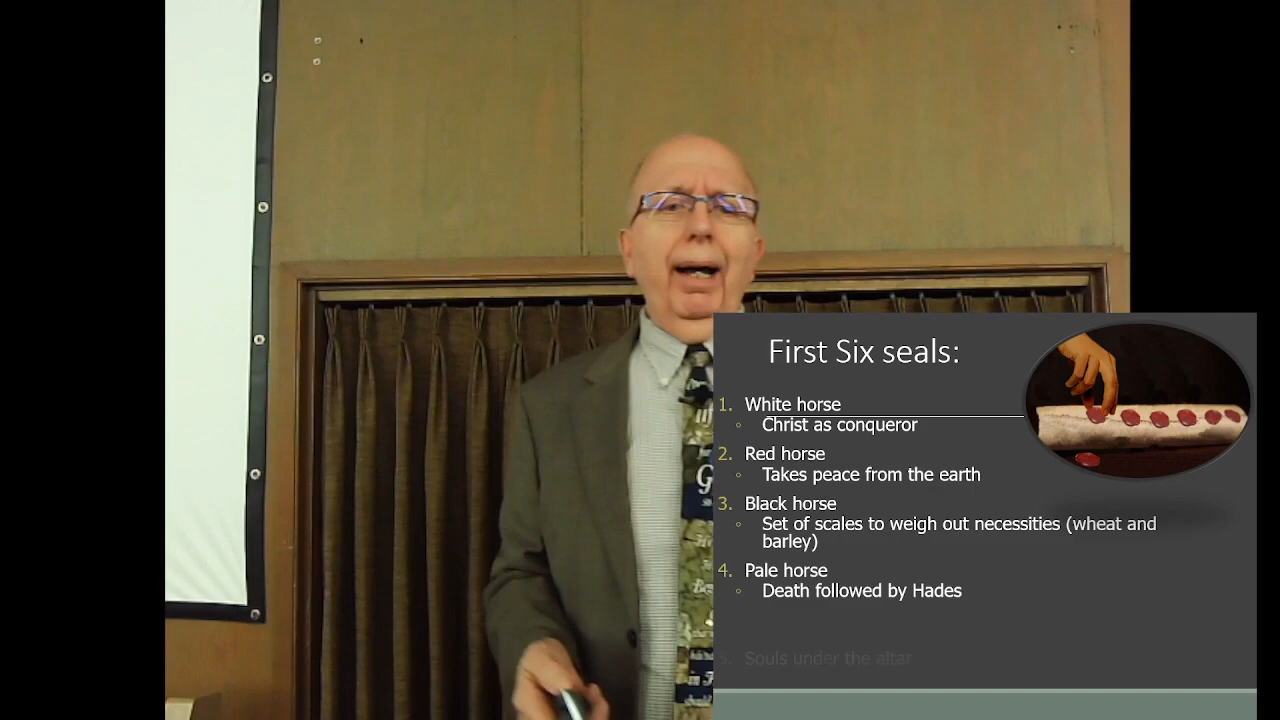 First Six seals:
1. White horse
◦ Christ as conqueror
2. Red horse
◦ Takes peace from the earth
3. Black horse
◦ Set of scales to weigh out necessities (wheat and
barley)
4. Pale horse
◦ Death followed by Hades
5. Souls under the altar